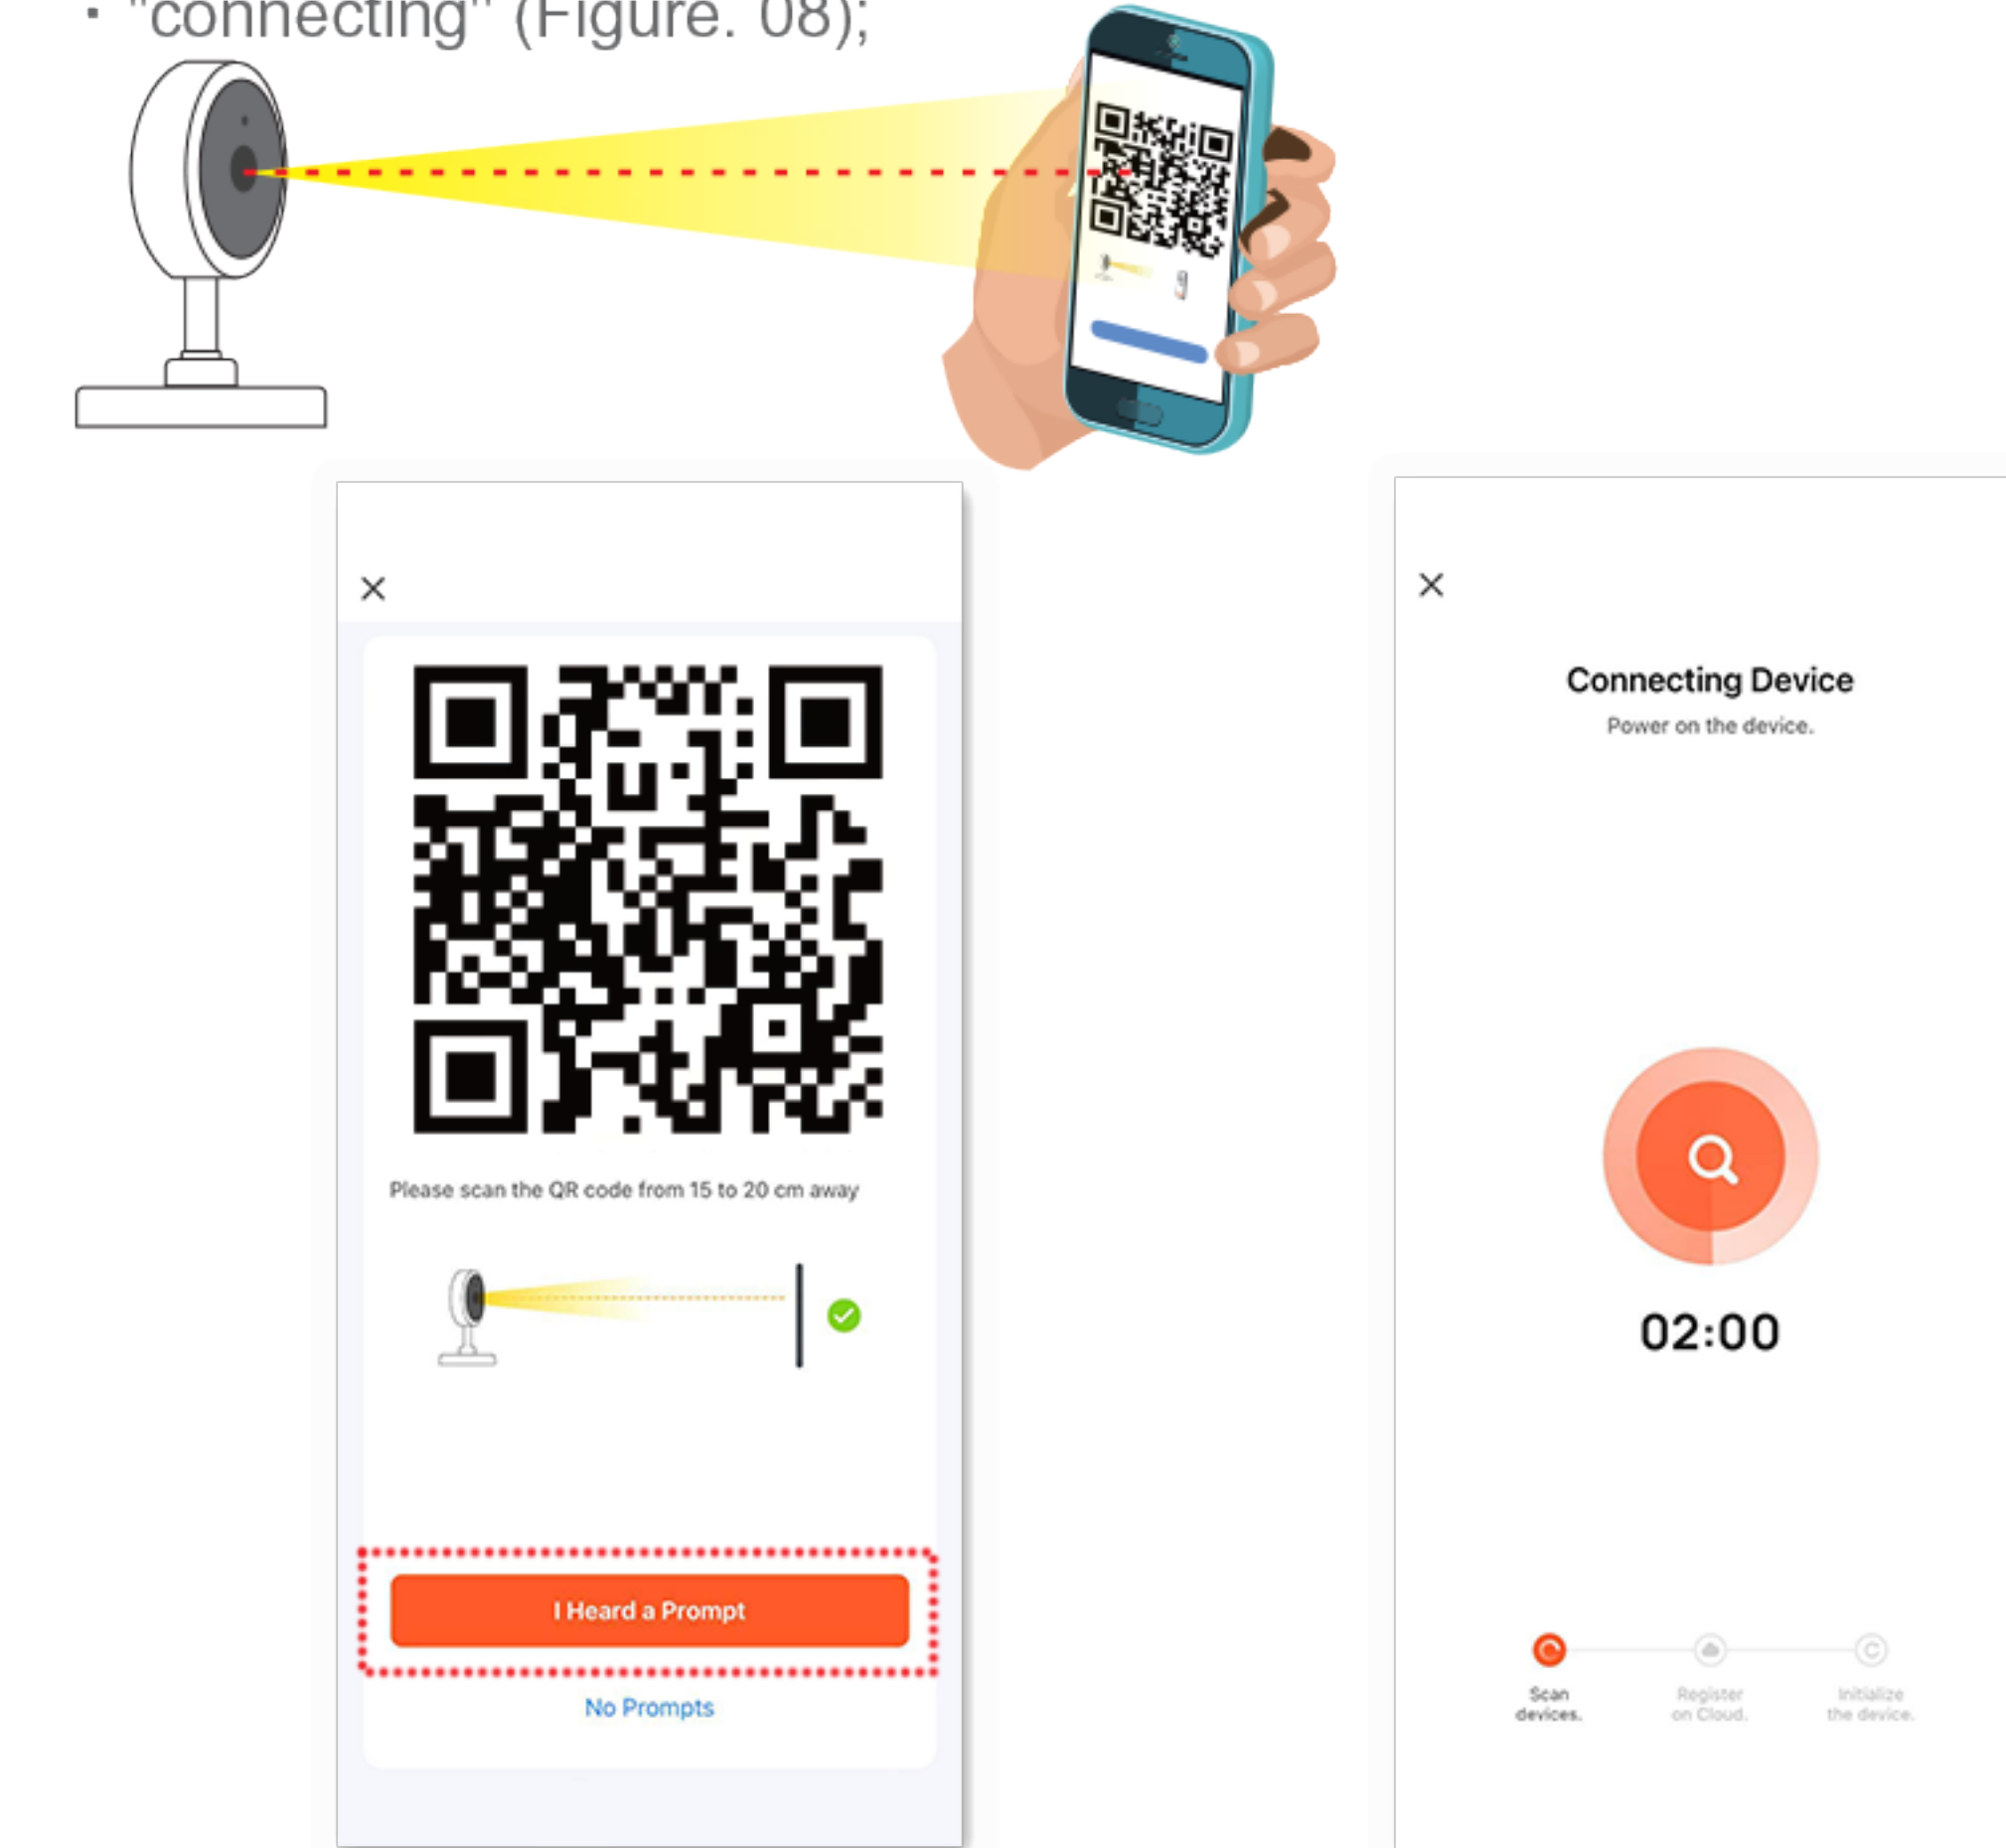 · "connecting" (Figure. 08);
Please scan the QR code from 15 to 20 cm away
I Heard a Prompt
No Prompts
Connecting Device
Power on the device.
02:00
Scan
devices.
Register
on Cloud.
Initialize
the device.